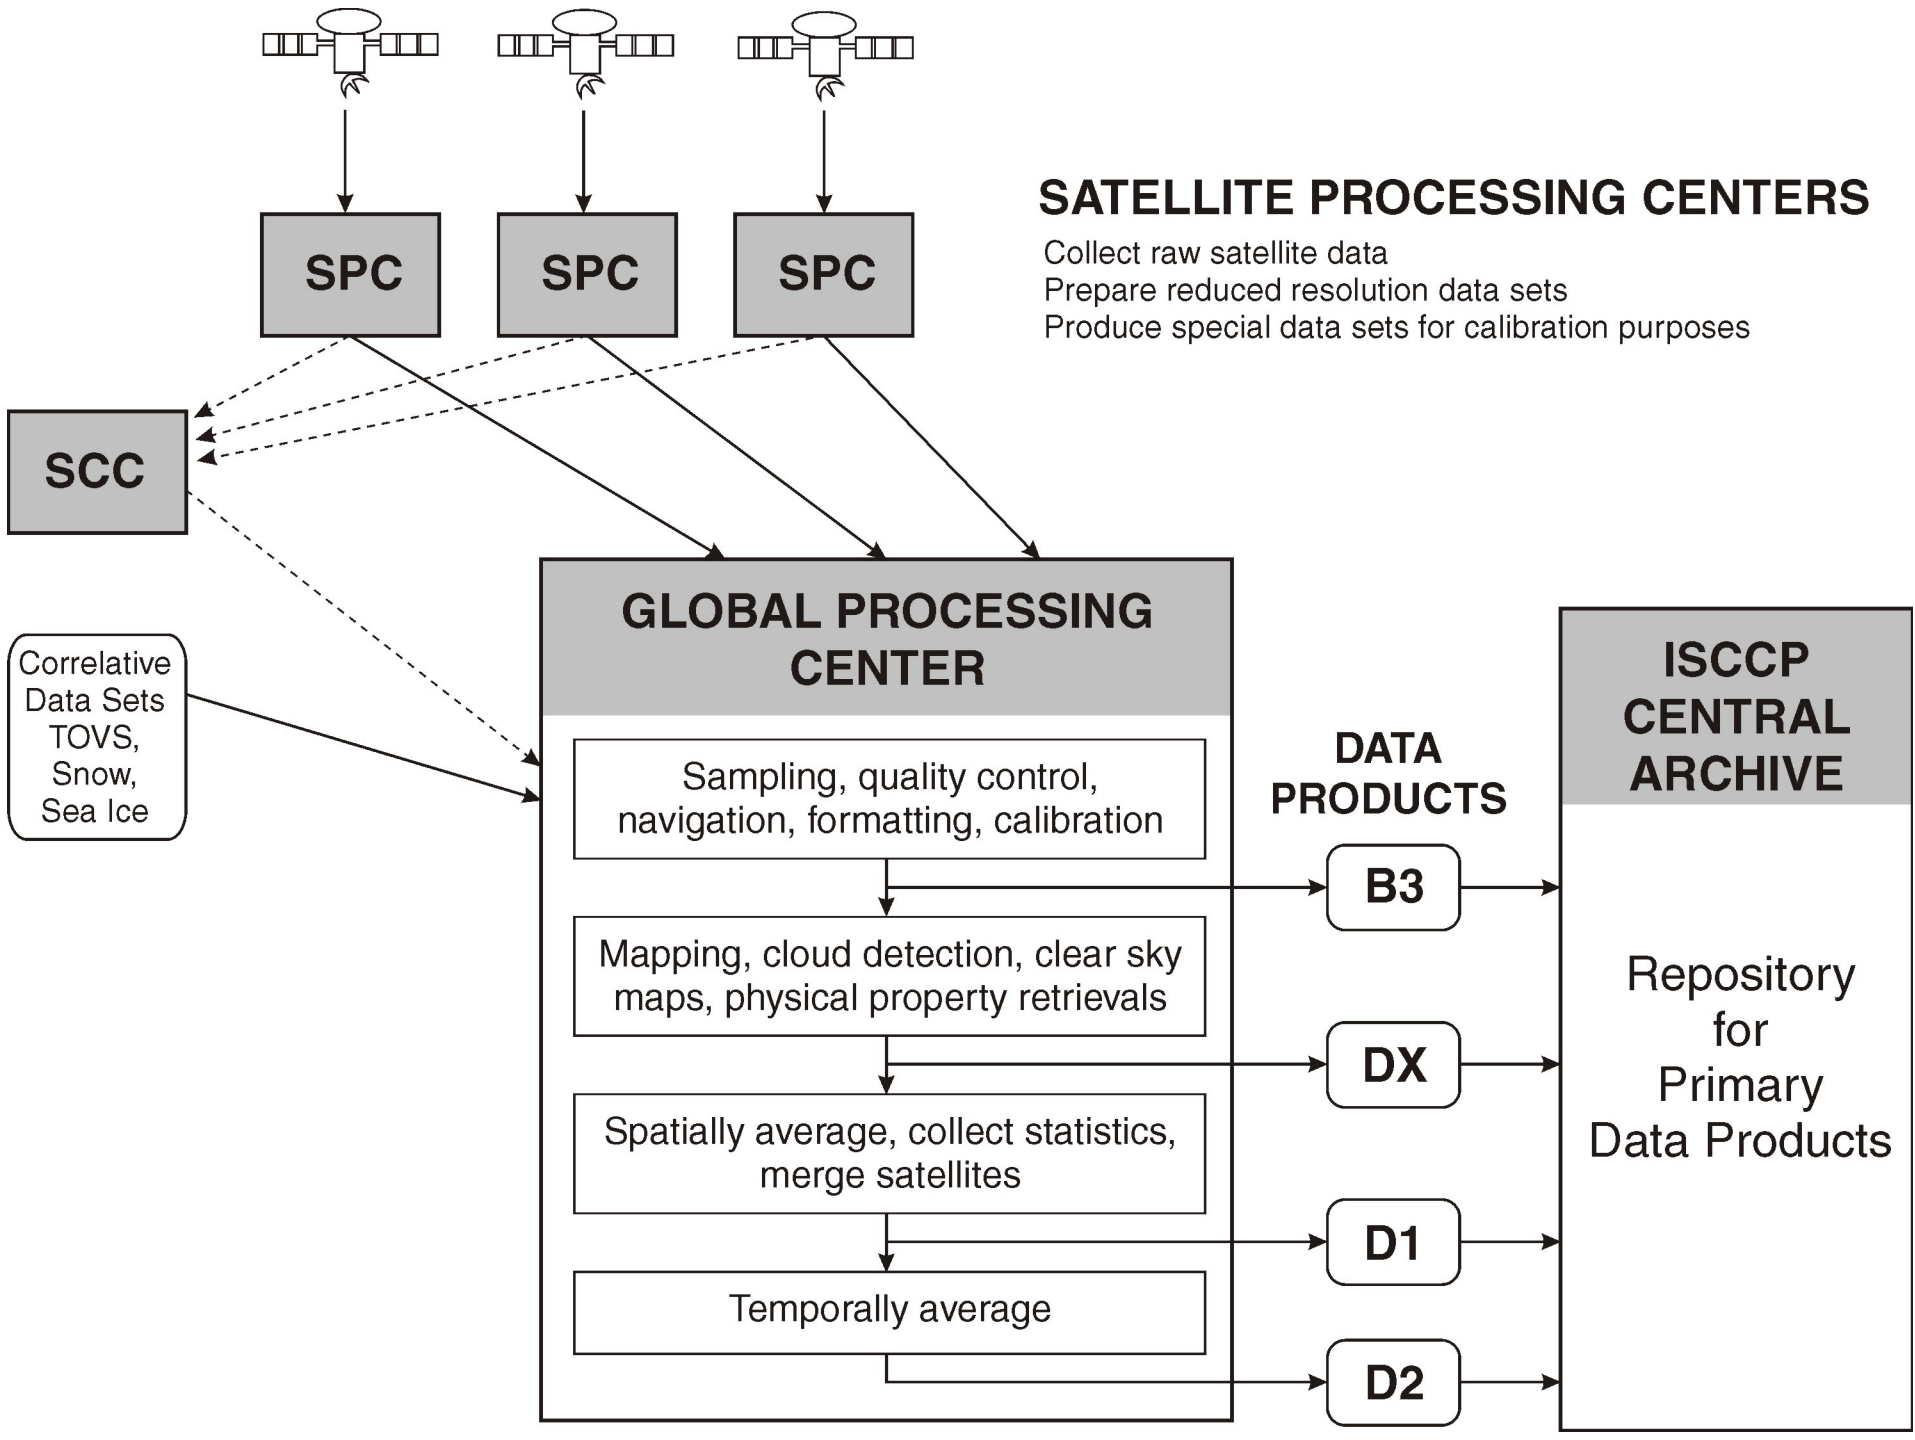 SPC
SPC
SPC
SATELLITE PROCESSING CENTERS
Collect raw satellite data
Prepare reduced resolution data sets
Produce special data sets for calibration purposes
SCC
Correlative
Data Sets
TOVS,
Snow,
Sea Ice
GLOBAL PROCESSING
CENTER
Sampling, quality control,
navigation, formatting, calibration
Mapping, cloud detection, clear sky
maps, physical property retrievals
Spatially average, collect statistics,
merge satellites
Temporally average
DATA
PRODUCTS
B3
DX
D1
D2
ISCCP
CENTRAL
ARCHIVE
Repository
for
Primary
Data Products